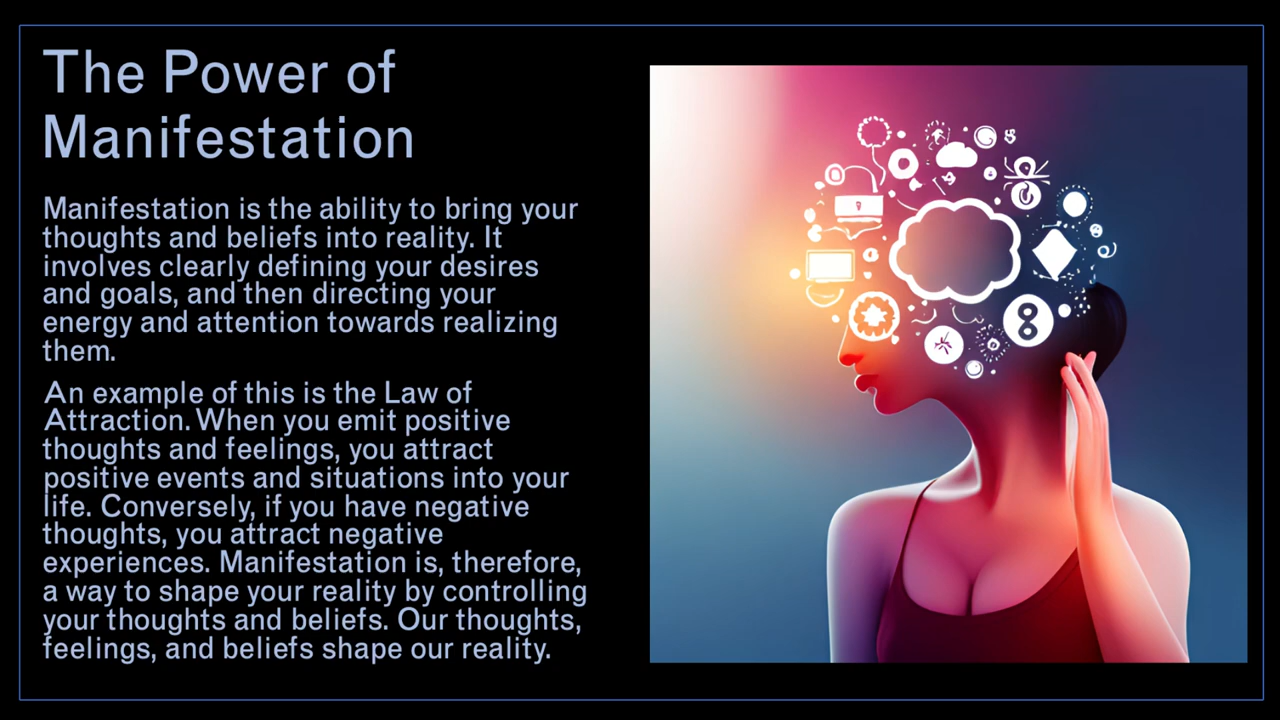 The Power of
Manifestation
Manifestation is the ability to bring your
thoughts and beliefs into reality. It
involves clearly defining your desires
and goals, and then directing your
energy and attention towards realizing
them.
An example of this is the Law of
Attraction. When you emit positive
thoughts and feelings, you attract
positive events and situations into your
life. Conversely, if you have negative
thoughts, you attract negative
experiences. Manifestation is, therefore,
a way to shape your reality by controlling
your thoughts and beliefs. Our thoughts,
feelings, and beliefs shape our reality.